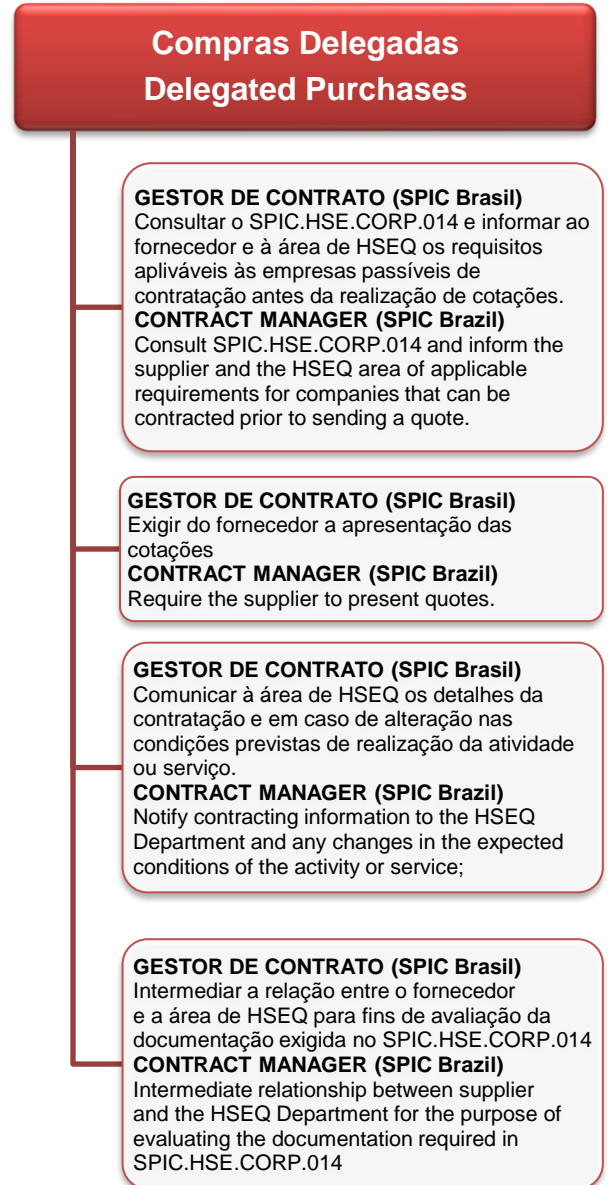 Compras Delegadas
Delegated Purchases
GESTOR DE CONTRATO (SPIC Brasil)
Consultar o SPIC.HSE.CORP.014 e informar ao
fornecedor e à área de HSEQ os requisitos
apliváveis às empresas passíveis de
contratação antes da realização de cotações.
CONTRACT MANAGER (SPIC Brazil)
Consult SPIC.HSE.CORP.014 and inform the
supplier and the HSEQ area of applicable
requirements for companies that can be
contracted prior to sending a quote.
GESTOR DE CONTRATO (SPIC Brasil)
Exigir do fornecedor a apresentação das
cotações
CONTRACT MANAGER (SPIC Brazil)
Require the supplier to present quotes.
GESTOR DE CONTRATO (SPIC Brasil)
Comunicar à área de HSEQ os detalhes da
contratação e em caso de alteração nas
condições previstas de realização da atividade
ou serviço.
CONTRACT MANAGER (SPIC Brazil)
Notify contracting information to the HSEQ
Department and any changes in the expected
conditions of the activity or service;
GESTOR DE CONTRATO (SPIC Brasil)
Intermediar a relação entre o fornecedor
e a área de HSEQ para fins de avaliação da
documentação exigida no SPIC.HSE.CORP.014
CONTRACT MANAGER (SPIC Brazil)
Intermediate relationship between supplier
and the HSEQ Department for the purpose of
evaluating the documentation required in
SPIC.HSE.CORP.014